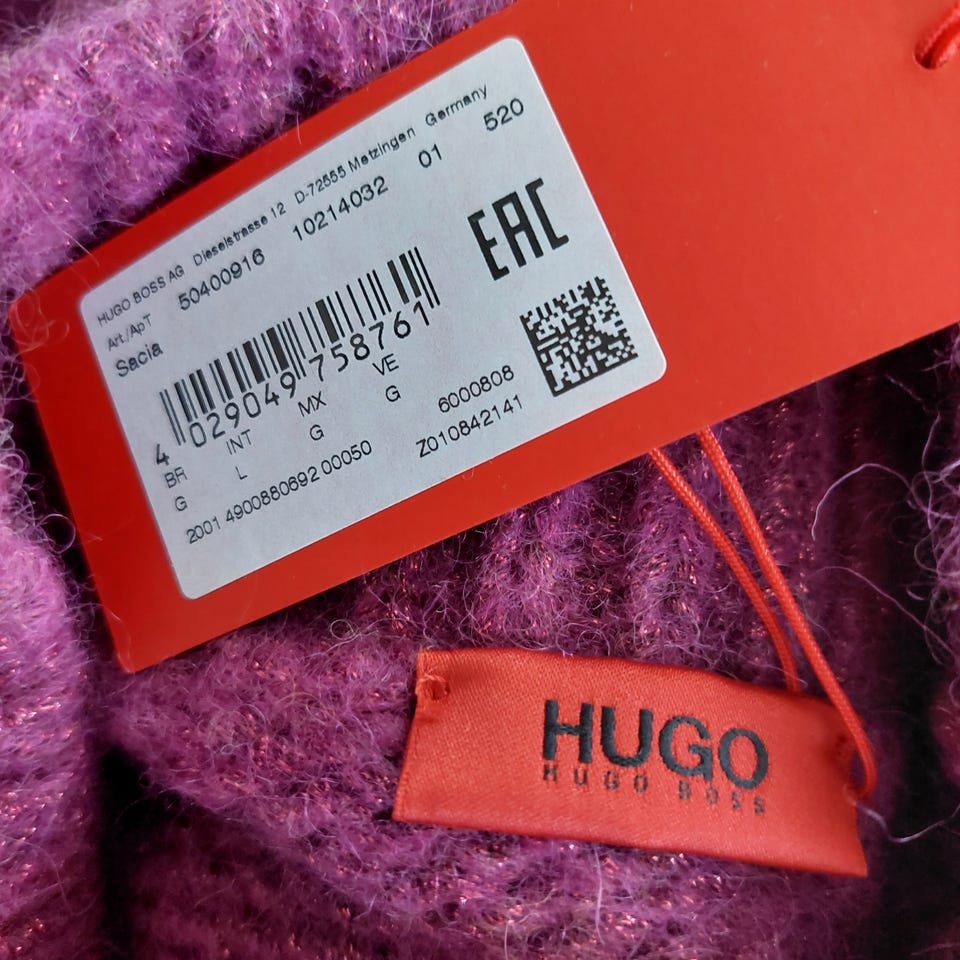 HUGO BOSS AG Dieselstrasse 12 D-72555 Metzingen Germany
Art./ApT 50400916 10214032 01 520
Sacia
EAC
4 029049 758761
BR INT MX VE
G L G G
6000808
2001 4900880692 00050 Z010842141
HUGO
HUGO BOSS